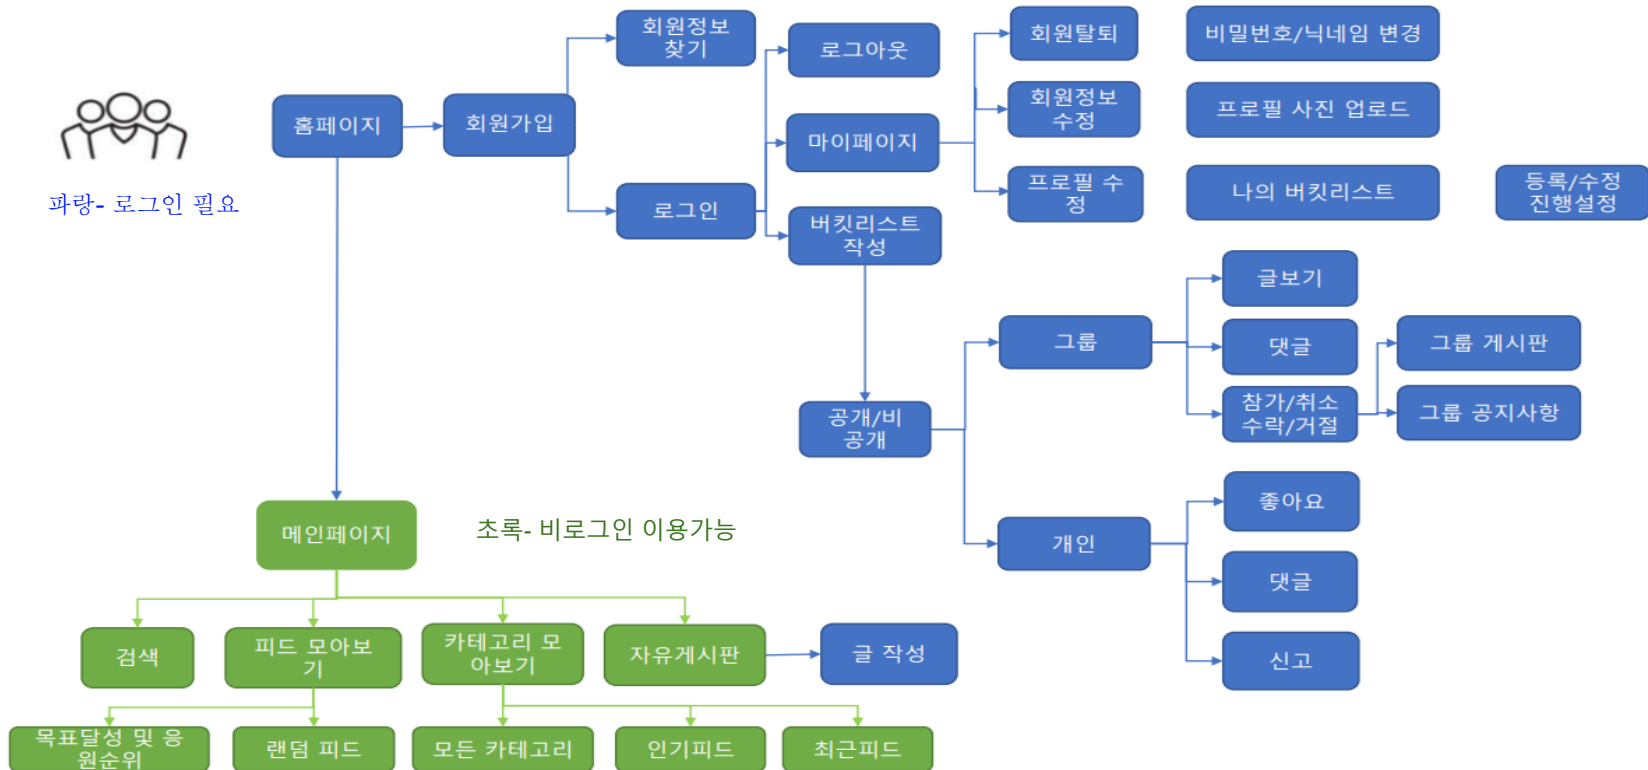 회원정보
찾기
로그아웃
회원탈퇴
비밀번호/닉네임 변경
홈페이지
회원가입
마이페이지
회원정보
수정
프로필 사진 업로드
파랑- 로그인 필요
로그인
버킷리스트
작성
프로필 수
정
나의 버킷리스트
등록/수정
진행설정
글보기
그룹
댓글
그룹 게시판
공개/비
공개
참가/취소
수락/거절
그룹 공지사항
좋아요
개인
댓글
신고
메인페이지
초록- 비로그인 이용가능
검색
피드 모아보
기
카테고리 모
아보기
자유게시판
글 작성
목표달성 및 응
원순위
랜덤 피드
모든 카테고리
인기피드
최근피드